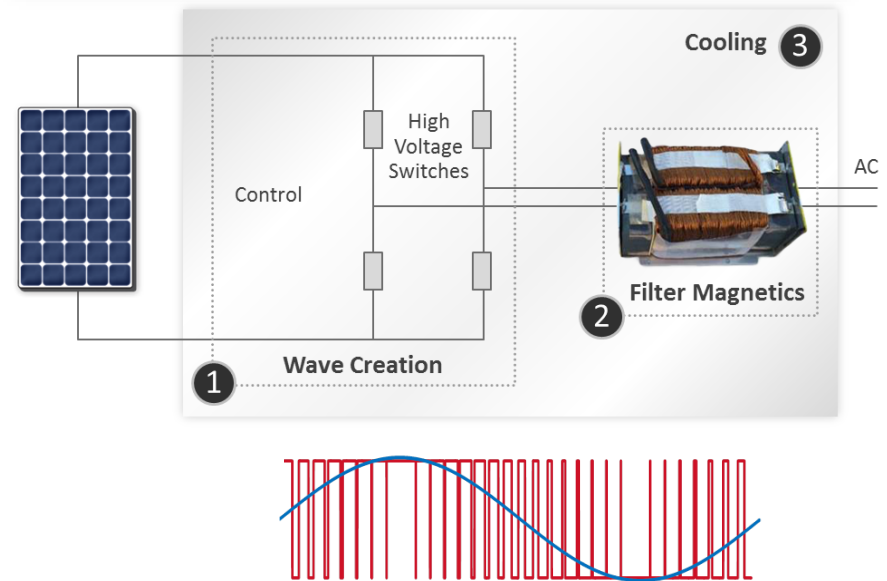 Cooling 3
High
Voltage
Switches
Control
AC
Filter Magnetics
2
Wave Creation
1